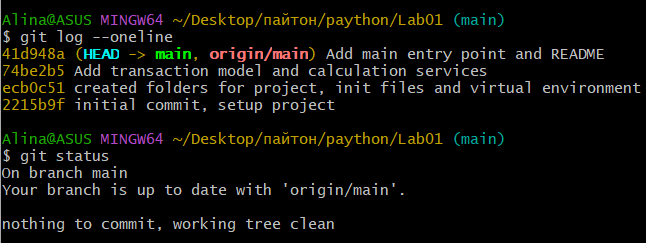 Alina@ASUS MINGW64 ~/Desktop/пайтон/paython/Lab01 (main)
$ git log --oneline
41d948a (HEAD -> main, origin/main) Add main entry point and README
74be2b5 Add transaction model and calculation services
ecb0c51 created folders for project, init files and virtual environment
2215b9f initial commit, setup project
Alina@ASUS MINGW64 ~/Desktop/пайтон/paython/Lab01 (main)
$ git status
On branch main
Your branch is up to date with 'origin/main'.
nothing to commit, working tree clean